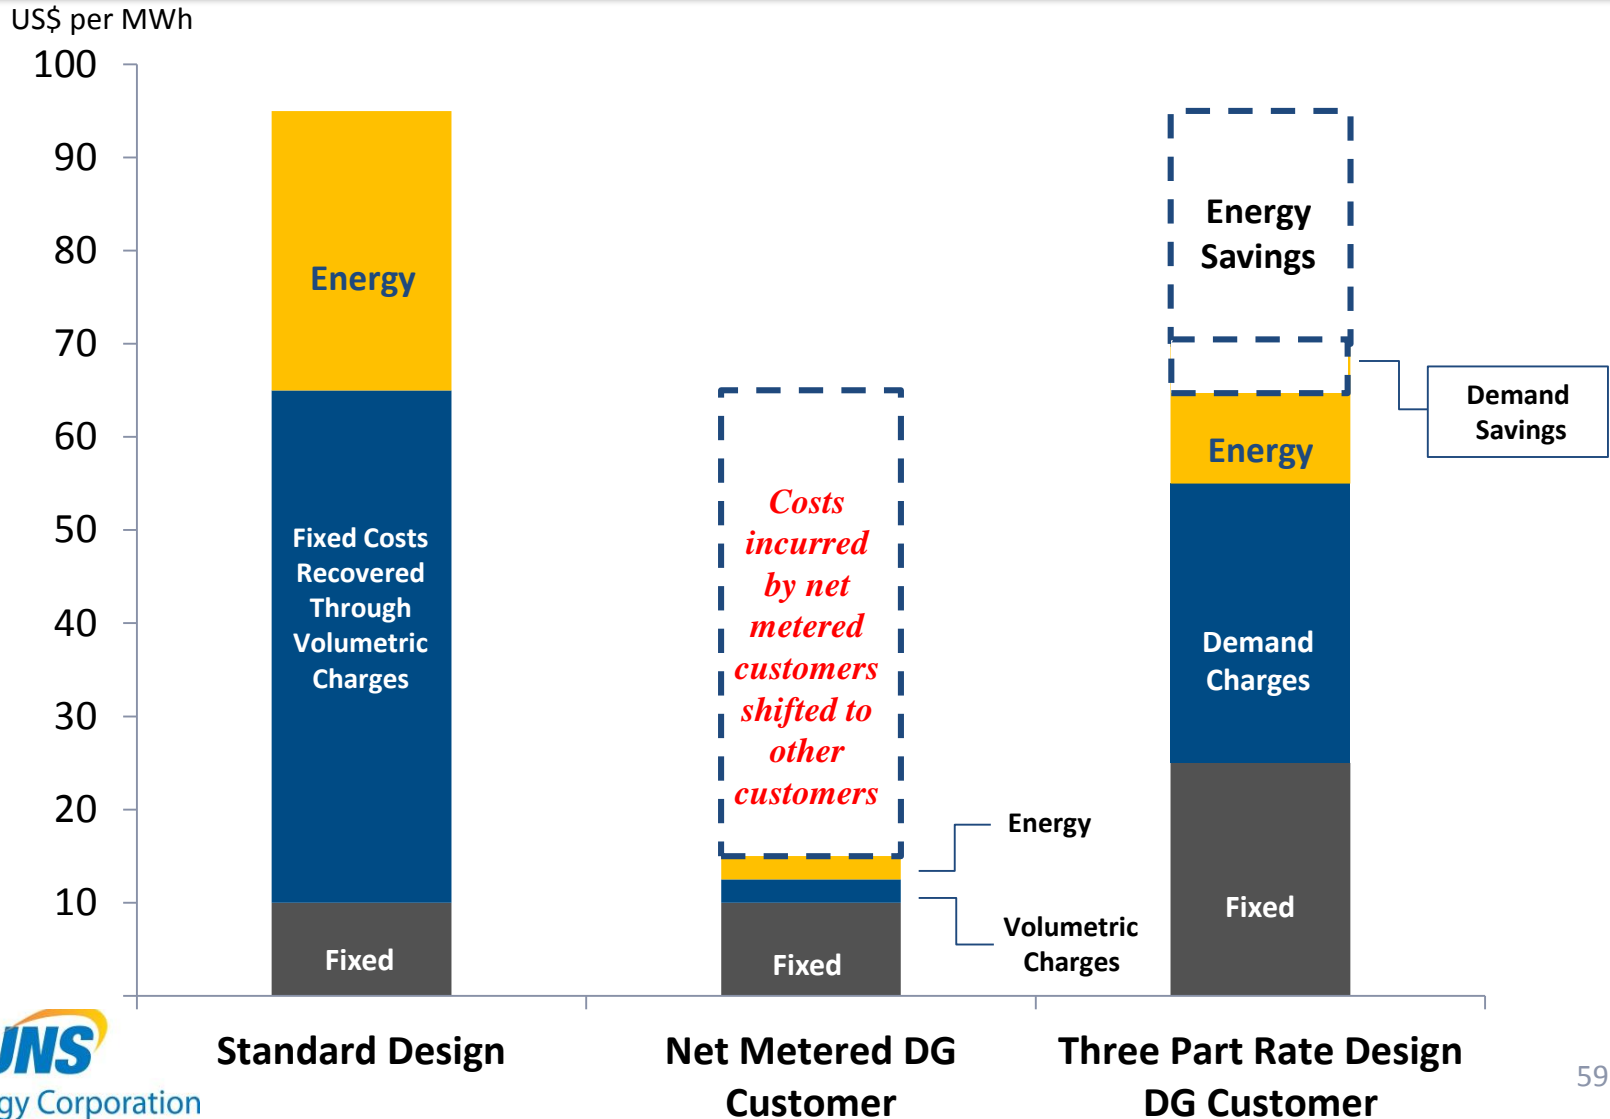 US$ per MWh
100
90
80
70
60
50
40
30
20
10
Energy
Fixed Costs
Recovered
Through
Volumetric
Charges
Fixed
Costs
incurred
by net
metered
customers
shifted to
other
customers
Energy
Volumetric
Charges
Fixed
Energy
Savings
Demand
Savings
Energy
Demand
Charges
Fixed
Standard Design
Net Metered DG
Customer
Three Part Rate Design
DG Customer
UNS
gy Corporation
59